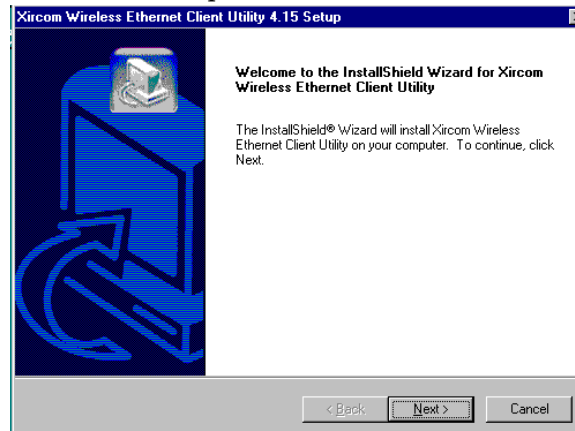 Xircom Wireless Ethernet Client Utility 4.15 Setup
Welcome to the InstallShield Wizard for Xircom
Wireless Ethernet Client Utility
The InstallShield® Wizard will install Xircom Wireless
Ethernet Client Utility on your computer. To continue, click
Next.
< Back Next > Cancel